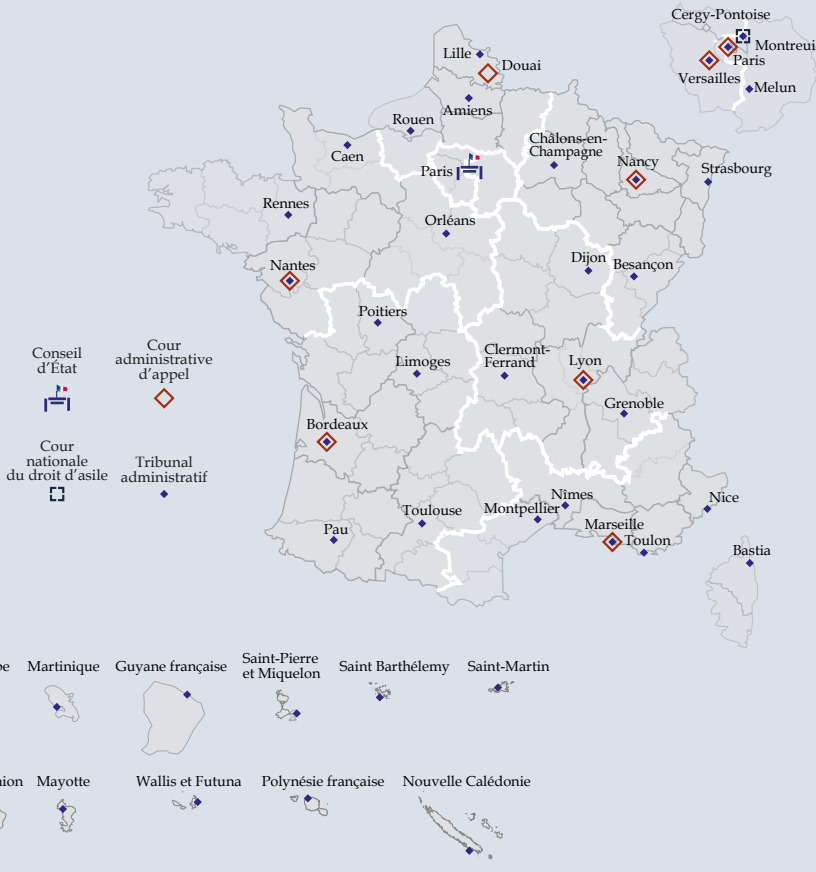 Cergy-Pontoise
Montreui
Paris
Versailles
Melun
Lille
Douai
Amiens
Rouen
Caen
Châlons-en-
Champagne
Nancy
Strasbourg
Paris
Rennes
Orléans
Nantes
Dijon
Besançon
Poitiers
Limoges
Clermont-
Ferrand
Lyon
Grenoble
Bordeaux
Conseil
d'État
Cour
administrative
d'appel
Cour
nationale
du droit d'asile
Tribunal
administratif
Pau
Toulouse
Montpellier
Nîmes
Marseille
Toulon
Nice
Bastia
be
Martinique
Guyane française
Saint-Pierre
et Miquelon
Saint Barthélemy
Saint-Martin
nion
Mayotte
Wallis et Futuna
Polynésie française
Nouvelle Calédonie